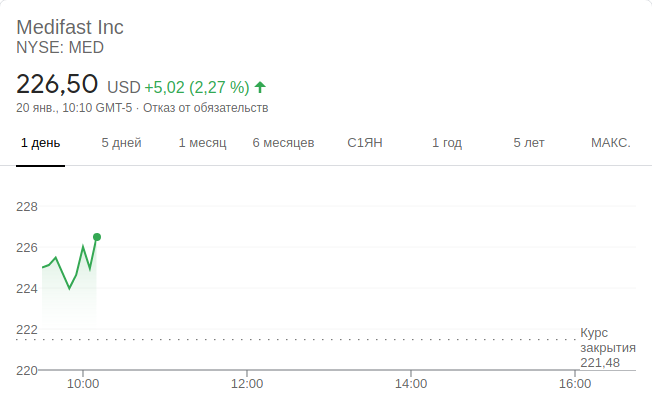 Medifast Inc
NYSE: MED
226,50 USD +5,02 (2,27 %)
20 янв., 10:10 GMT-5 · Отказ от обязательств
1 день 5 дней 1 месяц 6 месяцев С1ЯН 1 год 5 лет МАКС.
228
226
224
222
Курс
закрытия
221,48
220
10:00 12:00 14:00 16:00